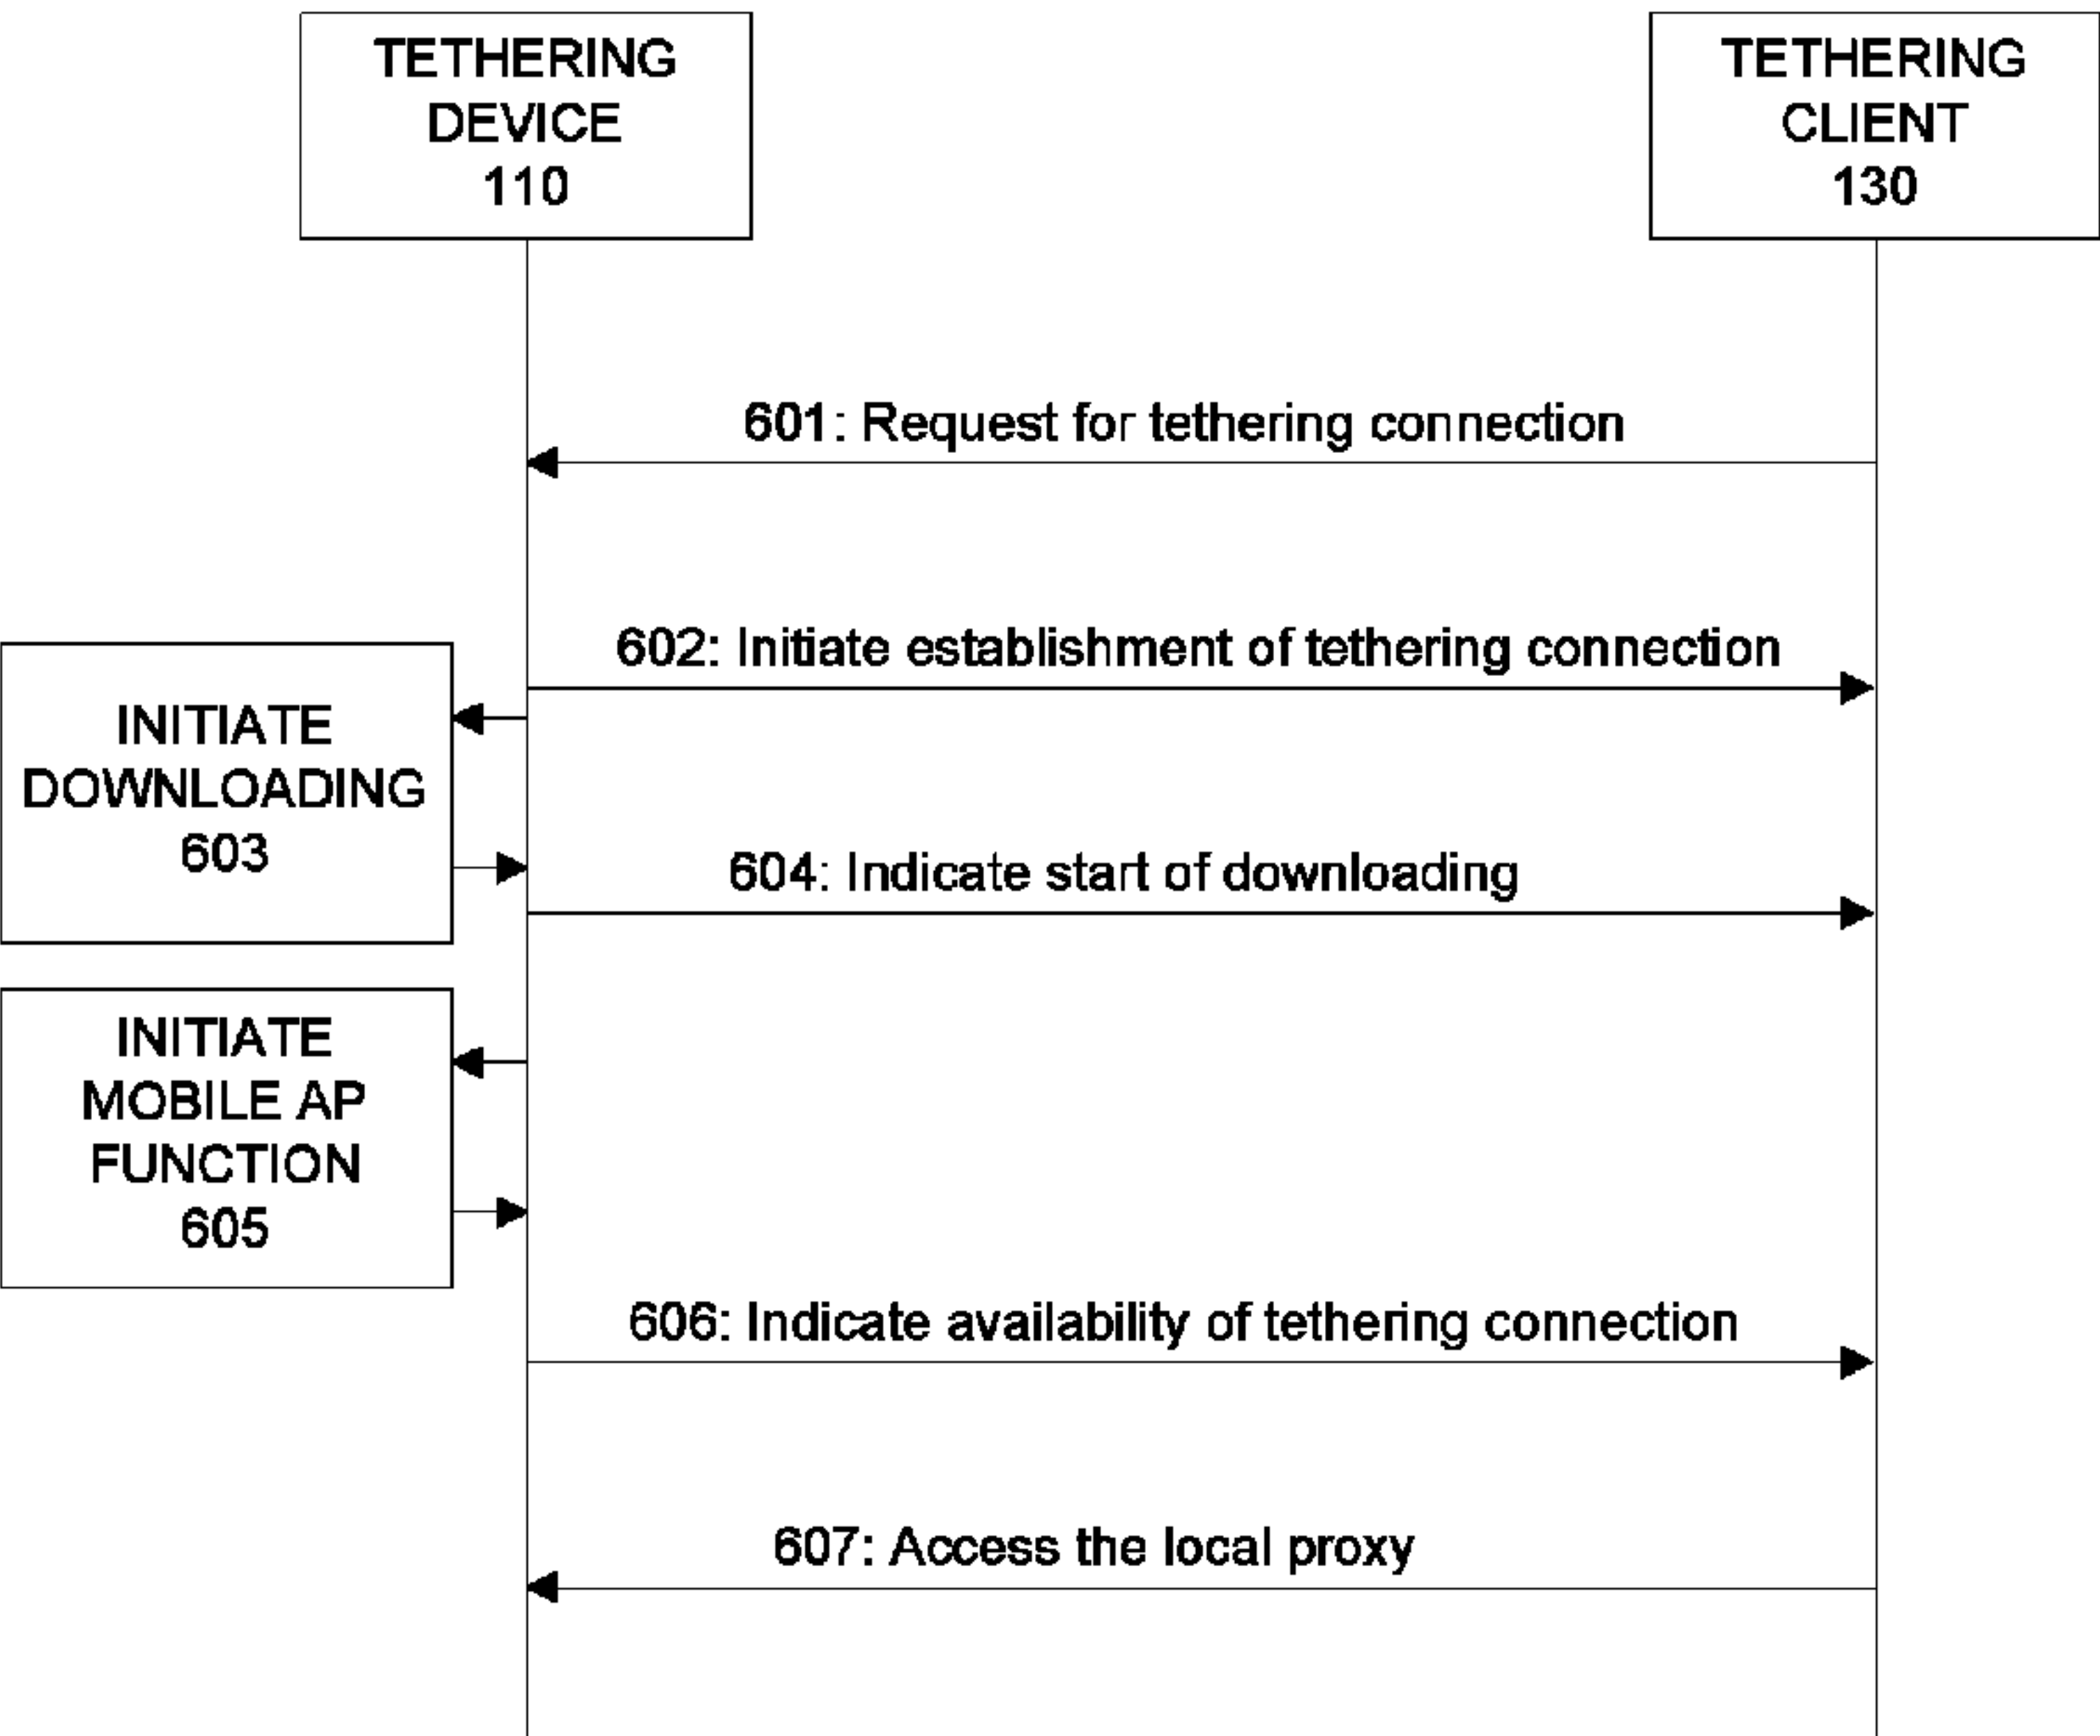 TETHERING
DEVICE
110
TETHERING
CLIENT
130
601: Request for tethering connection
602: Initiate establishment of tethering connection
INITIATE
DOWNLOADING
603
604: Indicate start of downloading
INITIATE
MOBILE AP
FUNCTION
605
606: Indicate availability of tethering connection
607: Access the local proxy